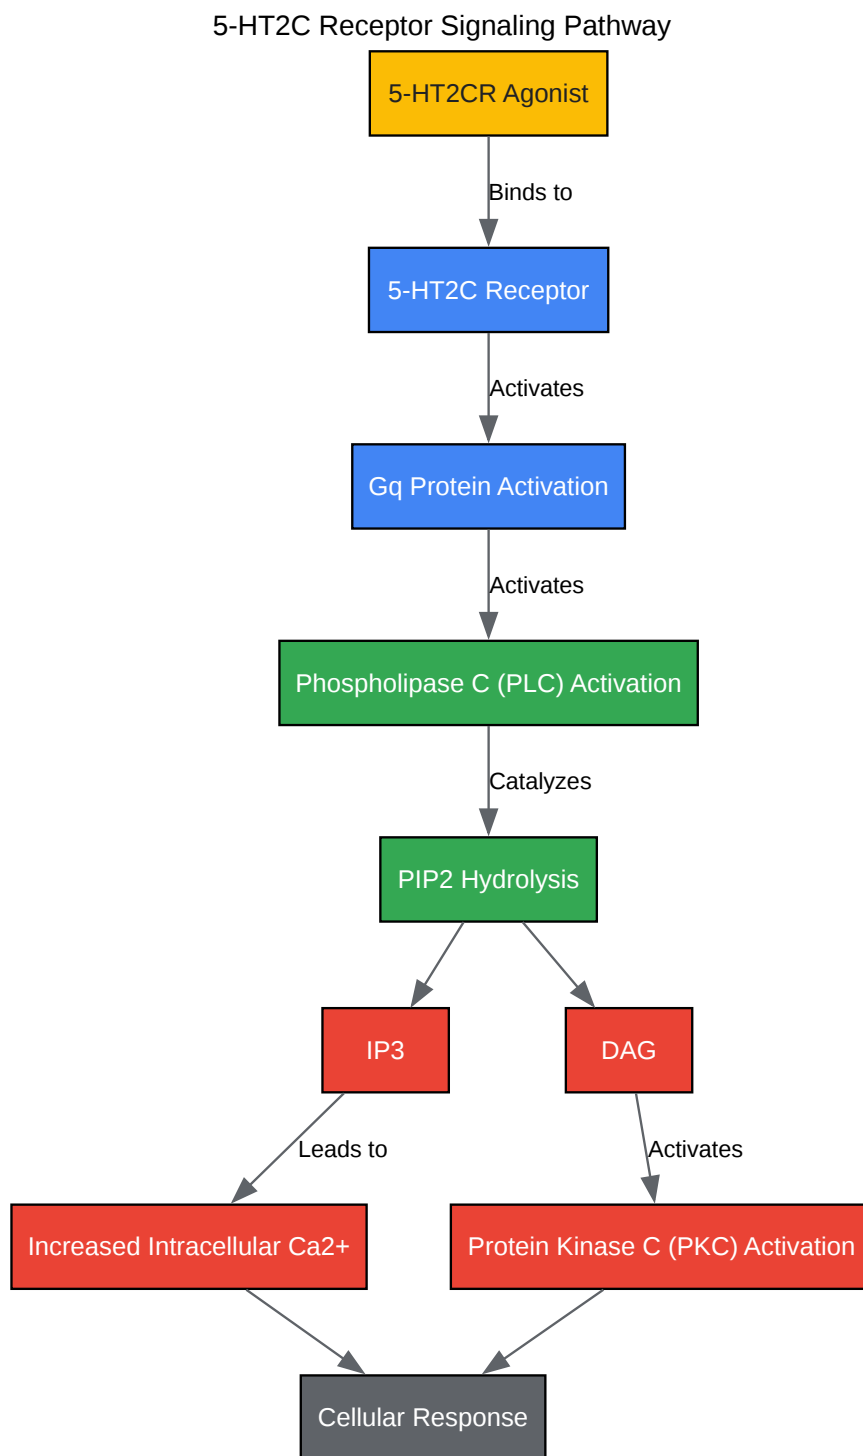 5-HT2C Receptor Signaling Pathway
5-HT2CR Agonist
Binds to
5-HT2C Receptor
Activates
Gq Protein Activation
Activates
Phospholipase C (PLC) Activation
Catalyzes
PIP2 Hydrolysis
IP3
DAG
Leads to
Activates
Increased Intracellular Ca2+
Protein Kinase C (PKC) Activation
Cellular Response